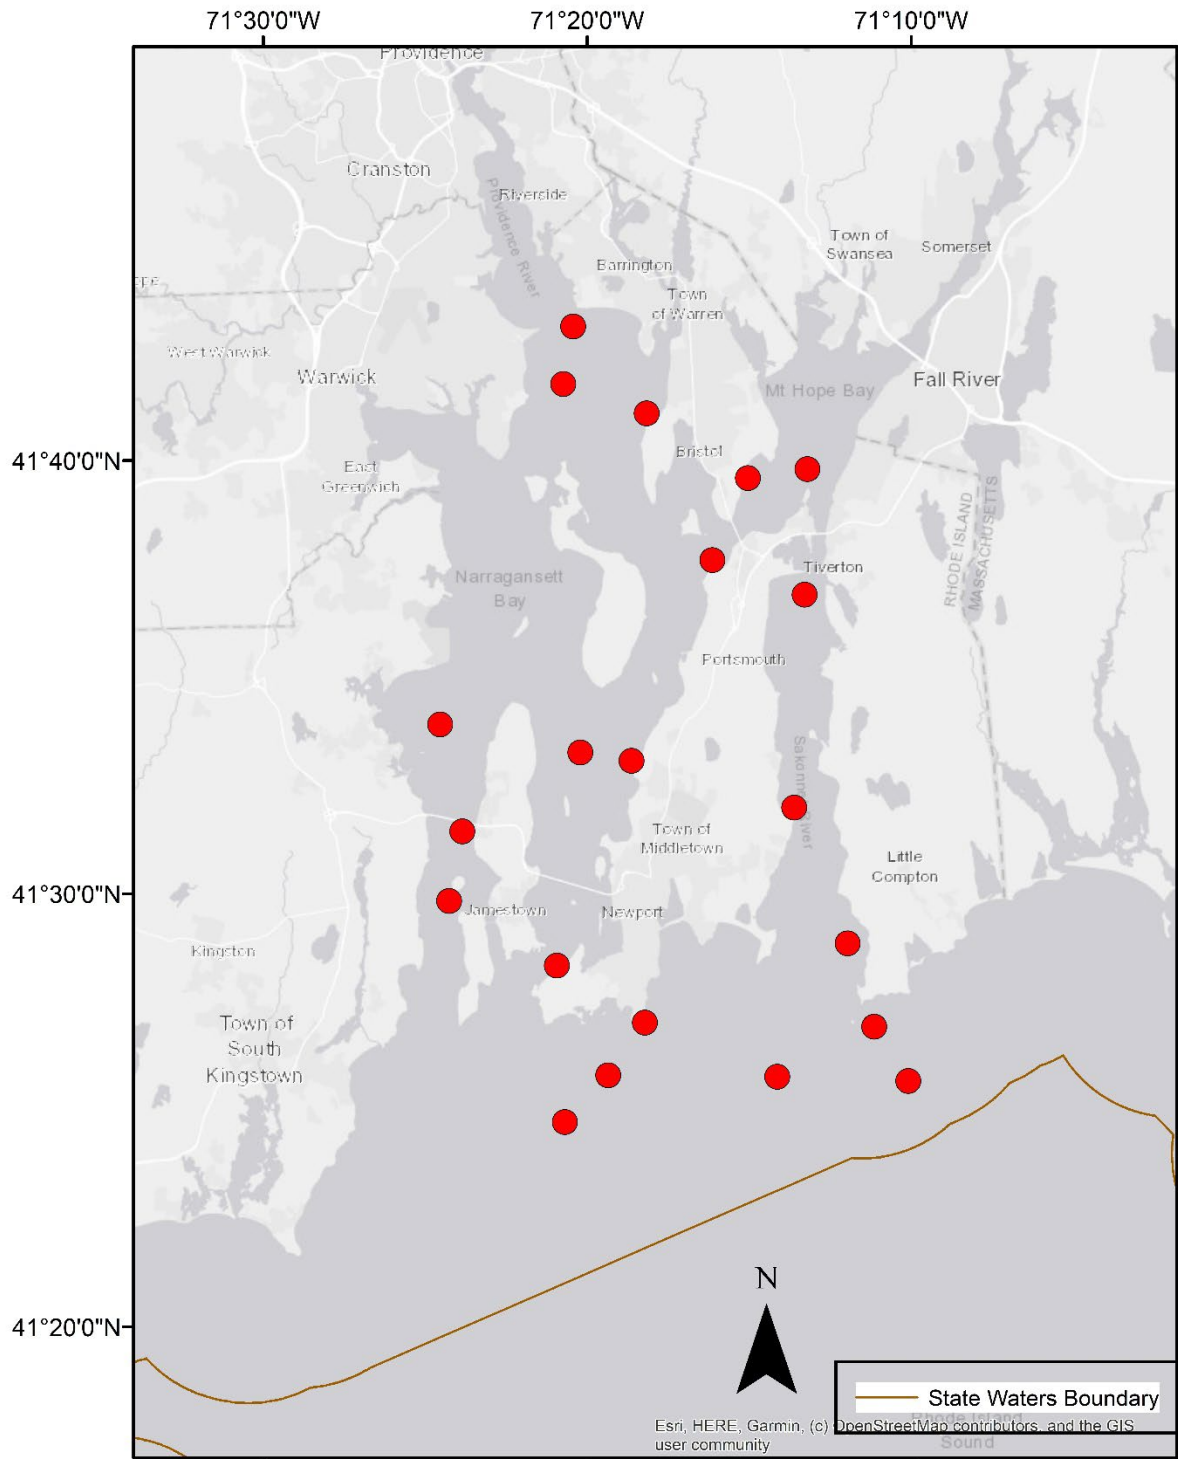 71°30'0"W
71°20'0"W
71°10'0"W
Providence
Cranston
Riverside
Providence River
Town of
Swansea
Somerset
Barrington
Town
of Warren
West Warwick
Warwick
Mt Hope Bay
Fall River
41°40'0"N
Bristol
East
Greenwich
RHODE ISLAND
MASSACHUSETTS
Narragansett
Bay
Tiverton
Portsmouth
Town of
Middletown
Little
Compton
41°30'0"N
Jamestown
Newport
Kingston
Town of
South
Kingstown
N
41°20'0"N
State Waters Boundary
Rhode Island
Sound
Esri, HERE, Garmin, (c) OpenStreetMap contributors, and the GIS
user community